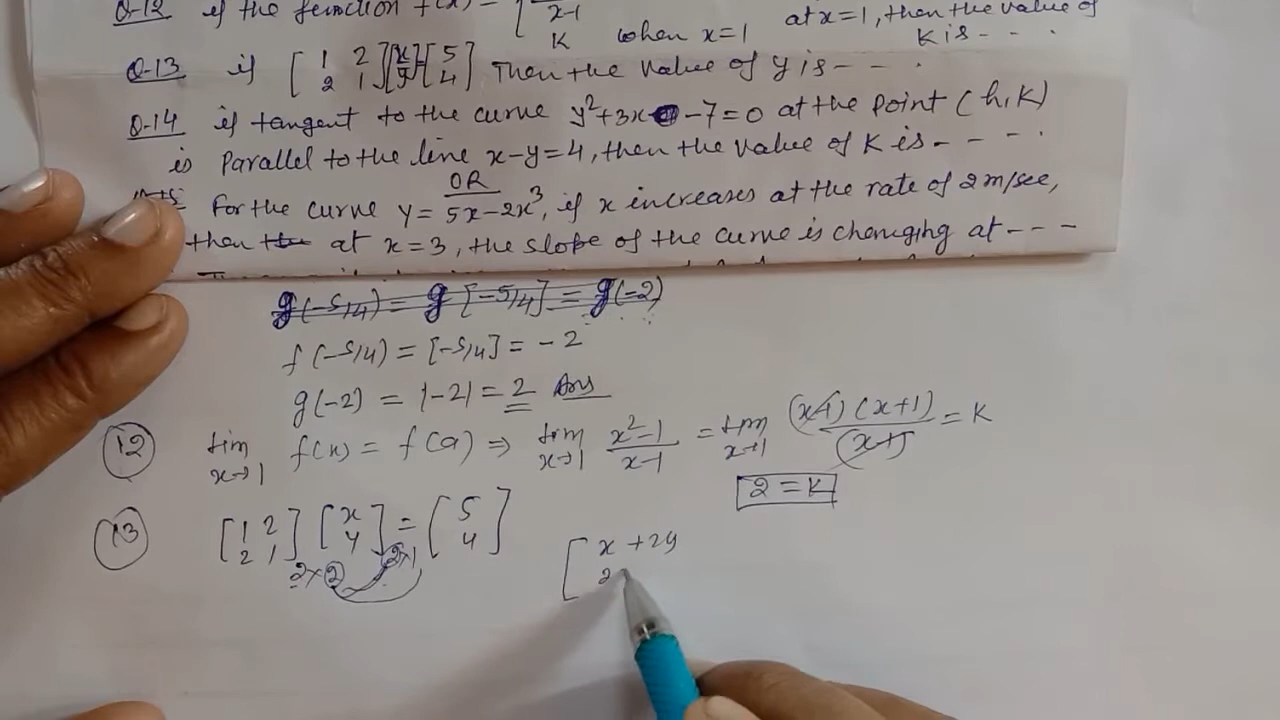 Q-12 if the function f(x) = [ x-1
K when x=1 at x=1, then the value of K is - - .
Q-13 if [1 2 2 1][x y]=[5 4] Then the value of y is - - .
Q-14 if tangent to the curve y²+3x-7=0 at the point (h,K)
is Parallel to the line x-y=4, then the value of K is - - - .
OR
For the curve y= 5x-2x³, if x increases at the rate of 2m/sec,
then at x=3, the slope of the curve is changing at - - -
g(-5/4) = g[-5/4] = g(-2)
f(-5/4) = [-5/4] = -2
g(-2) = |-2| = 2 Ans
12 lim x→1 f(x) = f(a) ⇒ lim x→1 x²-1/x-1 = lim x→1 (x-1)(x+1)/(x-1) = K
2 = K
13 [1 2 2 1] [x y] = [5 4]
2×2 2×1
[x+2y
2